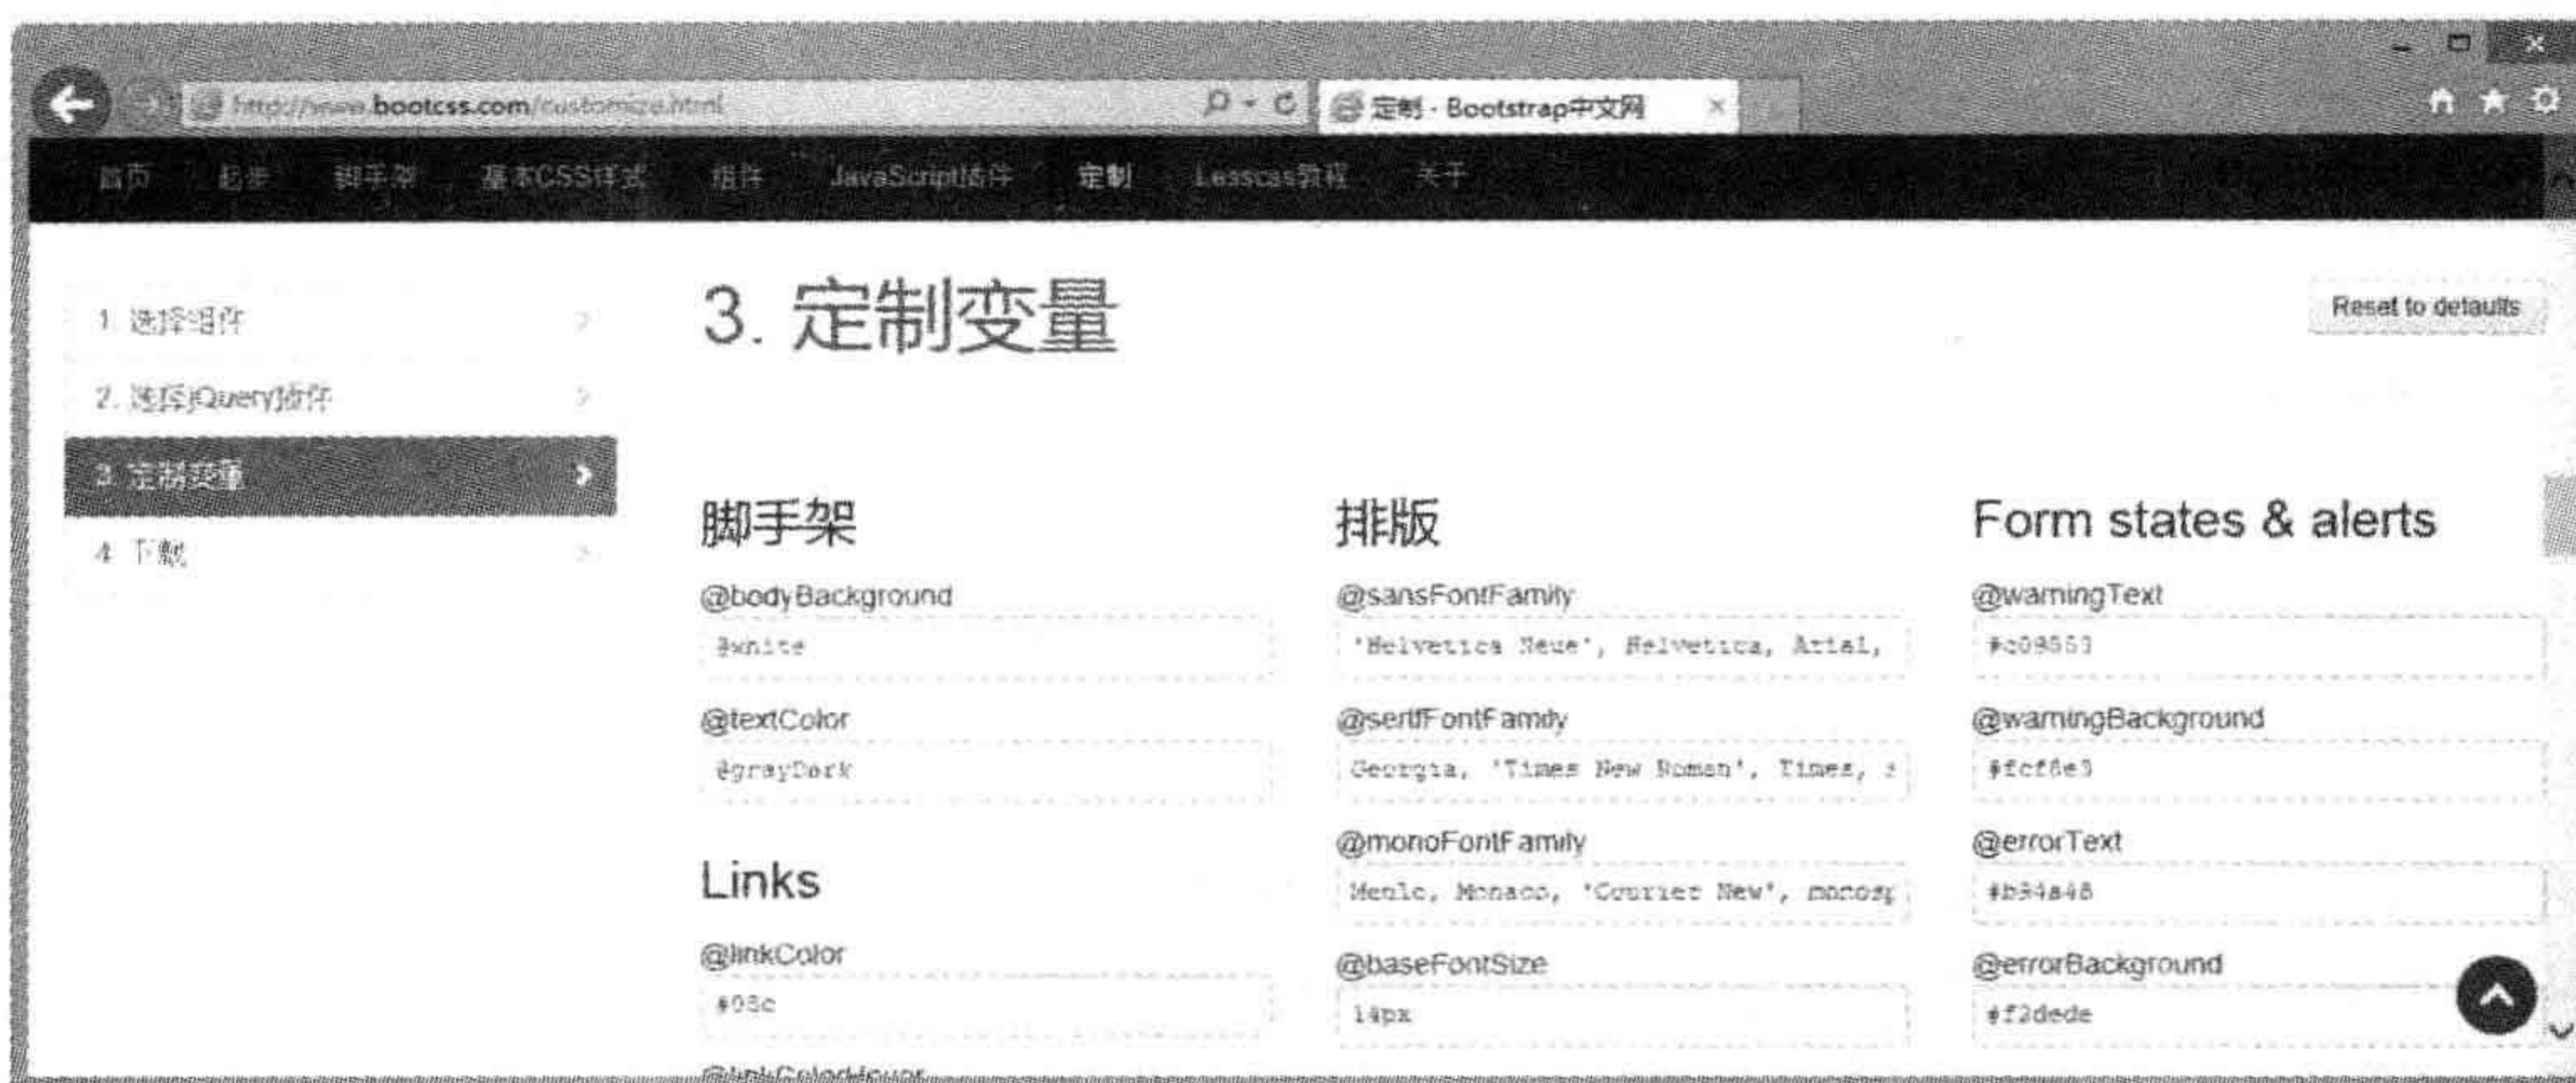 http://www.bootcss.com/customize.html
定制 - Bootstrap中文网
首页 起步 脚手架 基本CSS样式 组件 JavaScript插件 定制 Lesscss教程 关于
1. 选择组件
2. 选择jQuery插件
3. 定制变量
4. 下载
3. 定制变量
Reset to defaults
脚手架
@bodyBackground
@white
@textColor
@grayDark
Links
@linkColor
#08c
@linkColorHover
排版
@sansFontFamily
'Helvetica Neue', Helvetica, Arial,
@serifFontFamily
Georgia, 'Times New Roman', Times, s
@monoFontFamily
Menlo, Monaco, 'Courier New', monosp
@baseFontSize
14px
Form states & alerts
@warningText
#c09853
@warningBackground
#fcf8e3
@errorText
#b94a48
@errorBackground
#f2dede